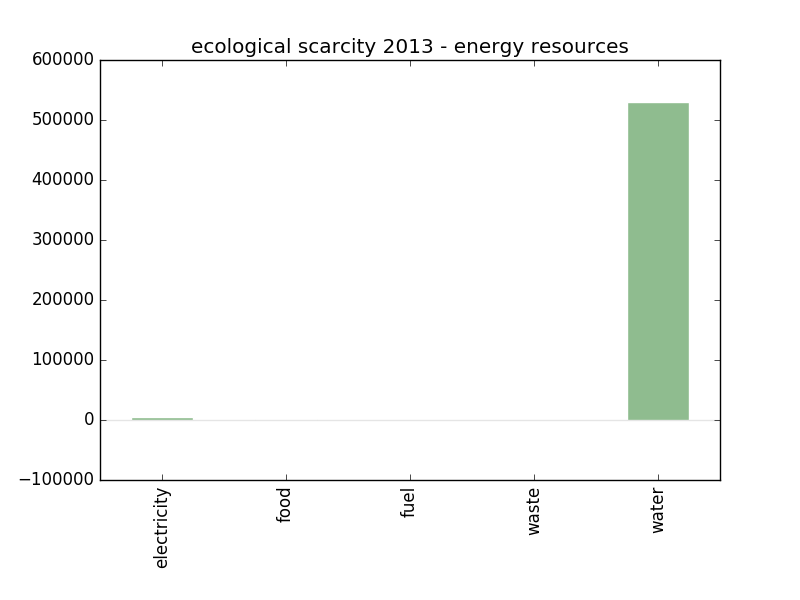 ecological scarcity 2013 - energy resources
600000
500000
400000
300000
200000
100000
0
−100000
electricity
food
fuel
waste
water